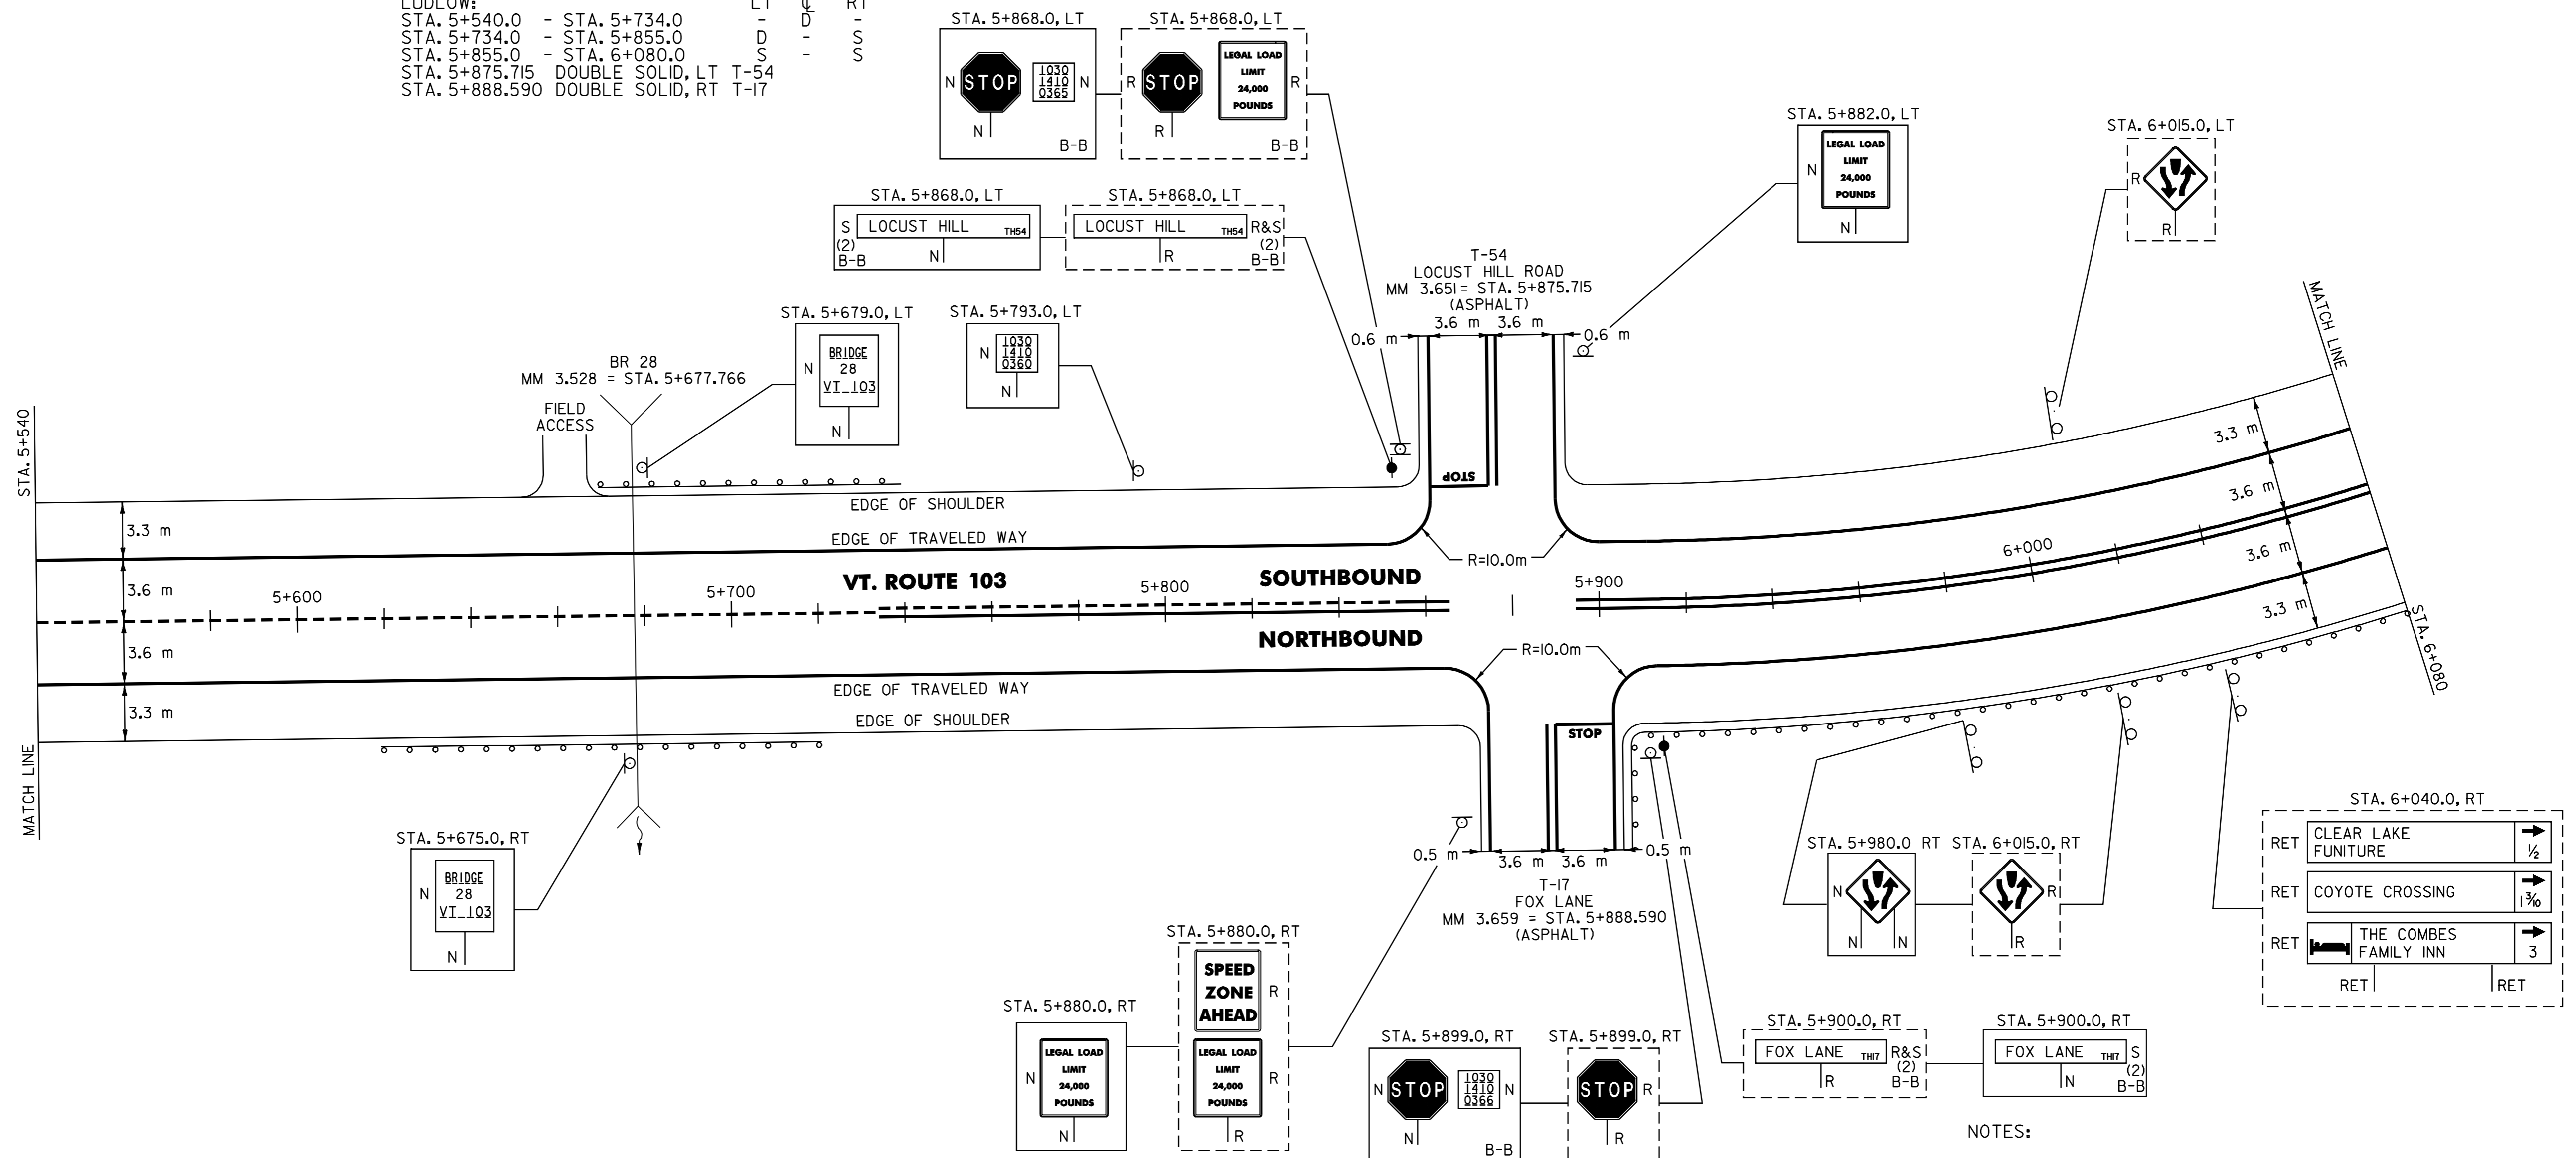 LUDLOW: LT ℄ RT
STA. 5+540.0 - STA. 5+734.0 - D -
STA. 5+734.0 - STA. 5+855.0 D - S
STA. 5+855.0 - STA. 6+080.0 S - S
STA. 5+875.715 DOUBLE SOLID, LT T-54
STA. 5+888.590 DOUBLE SOLID, RT T-17
STA. 5+868.0, LT
N STOP 1030 N
1410
0365
N
B-B
STA. 5+868.0, LT
R STOP LEGAL LOAD R
LIMIT
24,000
POUNDS
R
B-B
STA. 5+882.0, LT
LEGAL LOAD
LIMIT
N 24,000
POUNDS
N
STA. 6+015.0, LT
R
R
STA. 5+868.0, LT
S LOCUST HILL TH54
(2)
B-B N
STA. 5+868.0, LT
LOCUST HILL TH54 R&S
(2)
R B-B
T-54
LOCUST HILL ROAD
MM 3.651 = STA. 5+875.715
(ASPHALT)
3.6 m 3.6 m
0.6 m
0.6 m
STA. 5+679.0, LT
BRIDGE
N 28
VT 103
N
STA. 5+793.0, LT
N 1030
1410
0360
N
BR 28
MM 3.528 = STA. 5+677.766
FIELD
ACCESS
MATCH LINE
STA. 5+540
STOP
EDGE OF SHOULDER
3.3 m
EDGE OF TRAVELED WAY
R=10.0m
3.3 m
3.6 m
3.6 m
3.3 m
VT. ROUTE 103
SOUTHBOUND
3.6 m
5+600
5+700
5+800
5+900
6+000
NORTHBOUND
3.6 m
R=10.0m
EDGE OF TRAVELED WAY
3.3 m
EDGE OF SHOULDER
STA. 6+080
MATCH LINE
STOP
0.5 m
3.6 m 3.6 m
0.5 m
T-17
FOX LANE
MM 3.659 = STA. 5+888.590
(ASPHALT)
STA. 5+675.0, RT
BRIDGE
N 28
VT 103
N
STA. 5+980.0 RT
N
N N
STA. 6+015.0, RT
R
R
STA. 6+040.0, RT
RET CLEAR LAKE
FUNITURE 1/2
RET COYOTE CROSSING 1 3/10
RET THE COMBES
FAMILY INN 3
RET RET
STA. 5+880.0, RT
LEGAL LOAD
LIMIT
N 24,000
POUNDS
N
STA. 5+880.0, RT
SPEED
ZONE R
AHEAD
LEGAL LOAD
LIMIT
24,000 R
POUNDS
R
STA. 5+899.0, RT
N STOP 1030 N
1410
0366
N
B-B
STA. 5+899.0, RT
STOP R
R
STA. 5+900.0, RT
FOX LANE TH17 R&S
(2)
R B-B
STA. 5+900.0, RT
FOX LANE TH17 S
(2)
N B-B
NOTES: